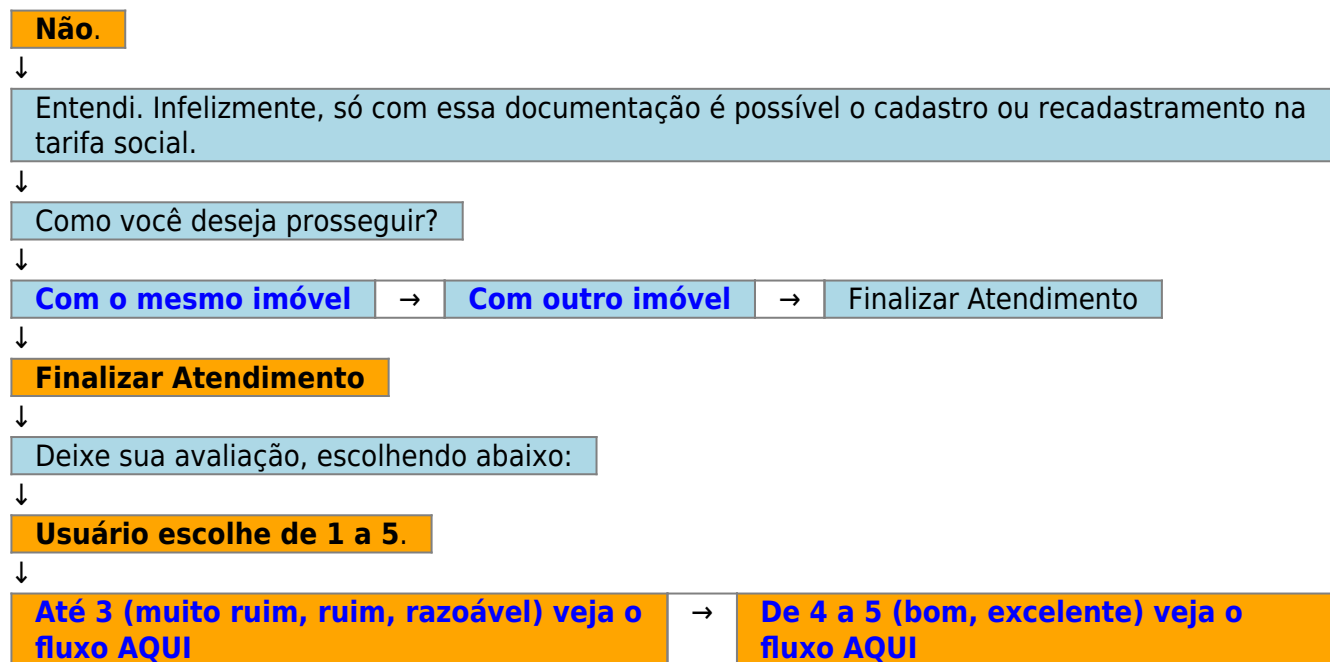 Não.
↓
Entendi. Infelizmente, só com essa documentação é possível o cadastro ou recadastramento na
tarifa social.
↓
Como você deseja prosseguir?
↓
Com o mesmo imóvel → Com outro imóvel → Finalizar Atendimento
↓
Finalizar Atendimento
↓
Deixe sua avaliação, escolhendo abaixo:
↓
Usuário escolhe de 1 a 5.
↓
Até 3 (muito ruim, ruim, razoável) veja o
fluxo AQUI
→
De 4 a 5 (bom, excelente) veja o
fluxo AQUI